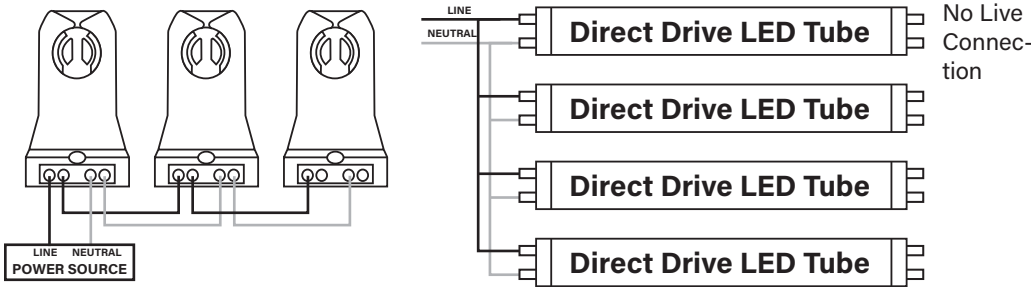 LINE
NEUTRAL
POWER SOURCE
LINE
NEUTRAL
Direct Drive LED Tube
Direct Drive LED Tube
Direct Drive LED Tube
Direct Drive LED Tube
No Live
Connec-
tion